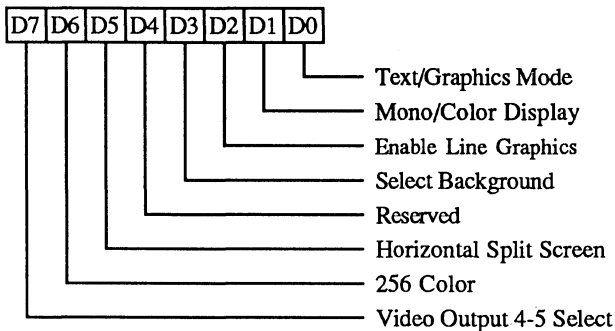 D7 D6 D5 D4 D3 D2 D1 D0
Text/Graphics Mode
Mono/Color Display
Enable Line Graphics
Select Background
Reserved
Horizontal Split Screen
256 Color
Video Output 4-5 Select